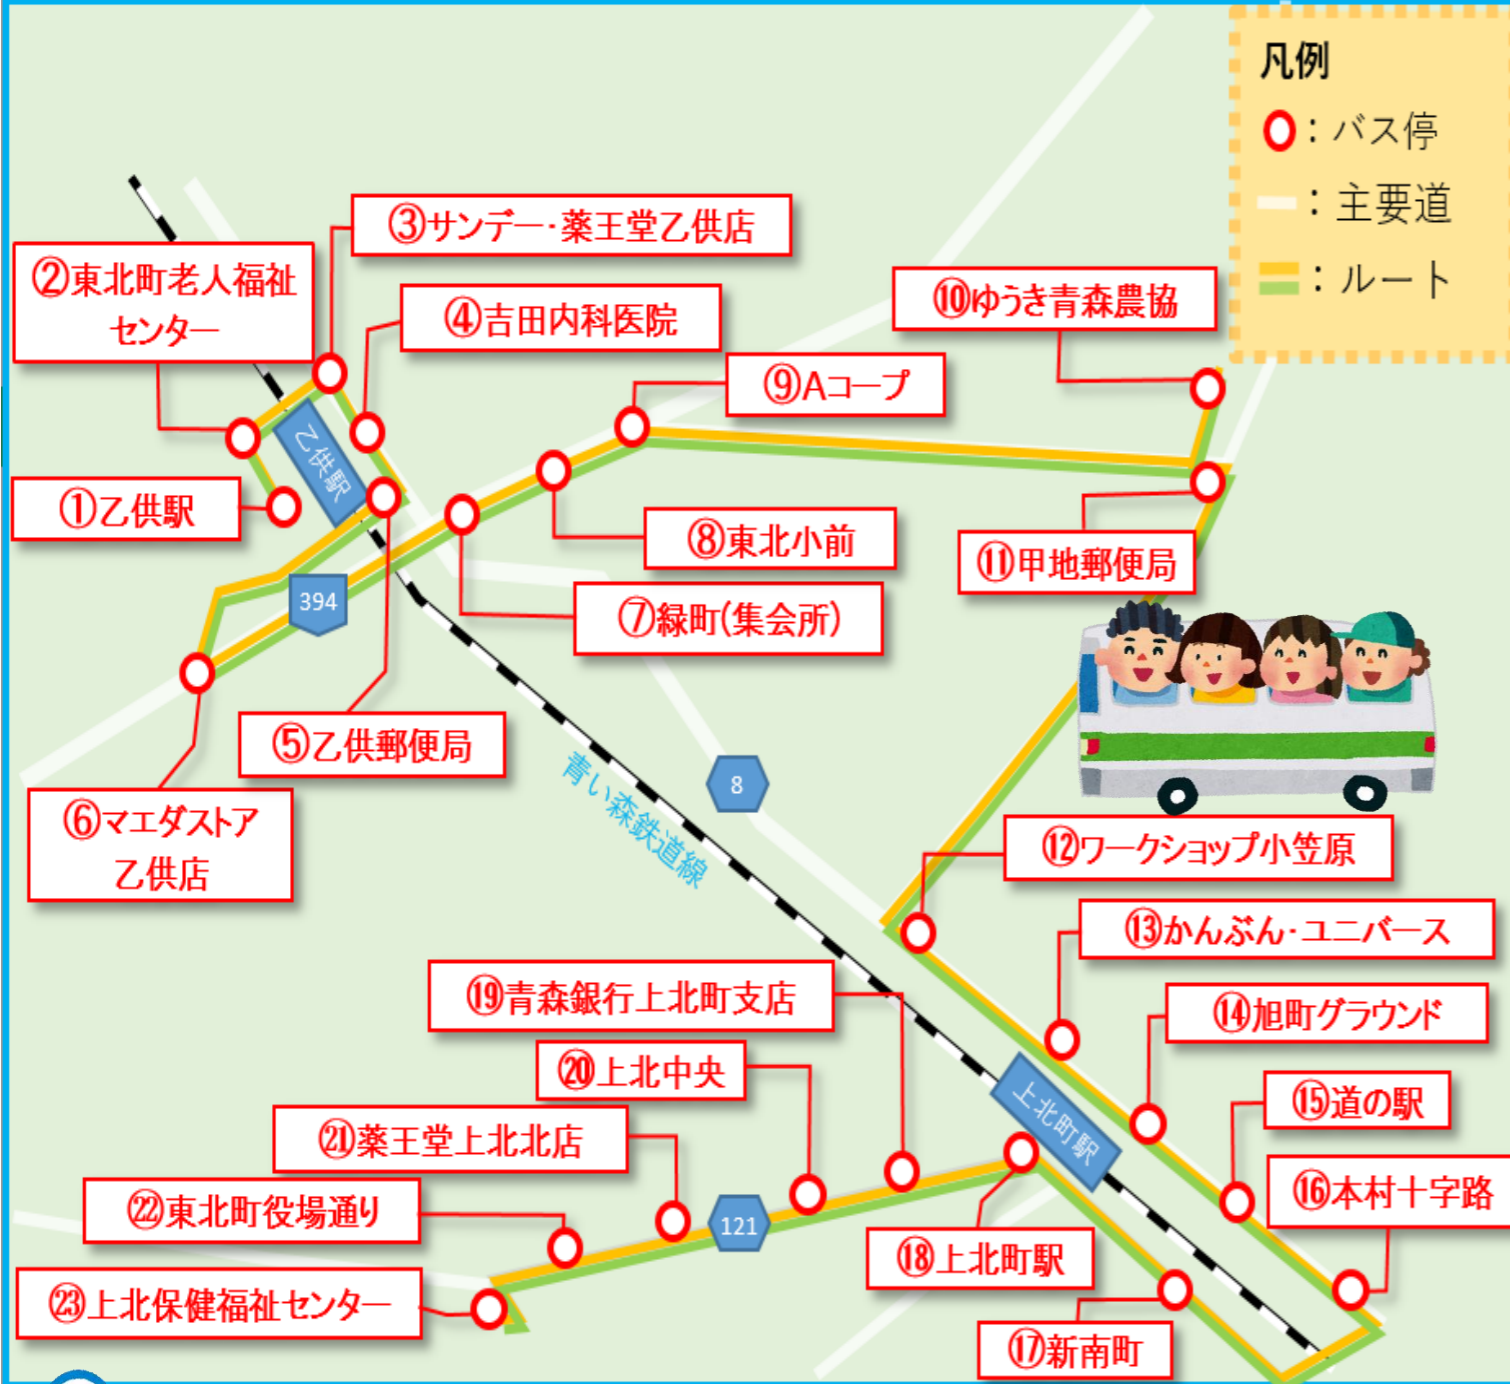 凡例
：バス停
：主要道
：ルート
③サンデー・薬王堂乙供店
②東北町老人福祉
センター
④吉田内科医院
⑩ゆうき青森農協
⑨Aコープ
乙供駅
①乙供駅
⑧東北小前
⑪甲地郵便局
394
⑦緑町(集会所)
⑤乙供郵便局
8
青い森鉄道線
⑥マエダストア
乙供店
⑫ワークショップ小笠原
⑬かんぶん・ユニバース
⑲青森銀行上北町支店
⑭旭町グラウンド
⑳上北中央
上北町駅
⑮道の駅
㉑薬王堂上北北店
⑯本村十字路
㉒東北町役場通り
121
⑱上北町駅
㉓上北保健福祉センター
⑰新南町